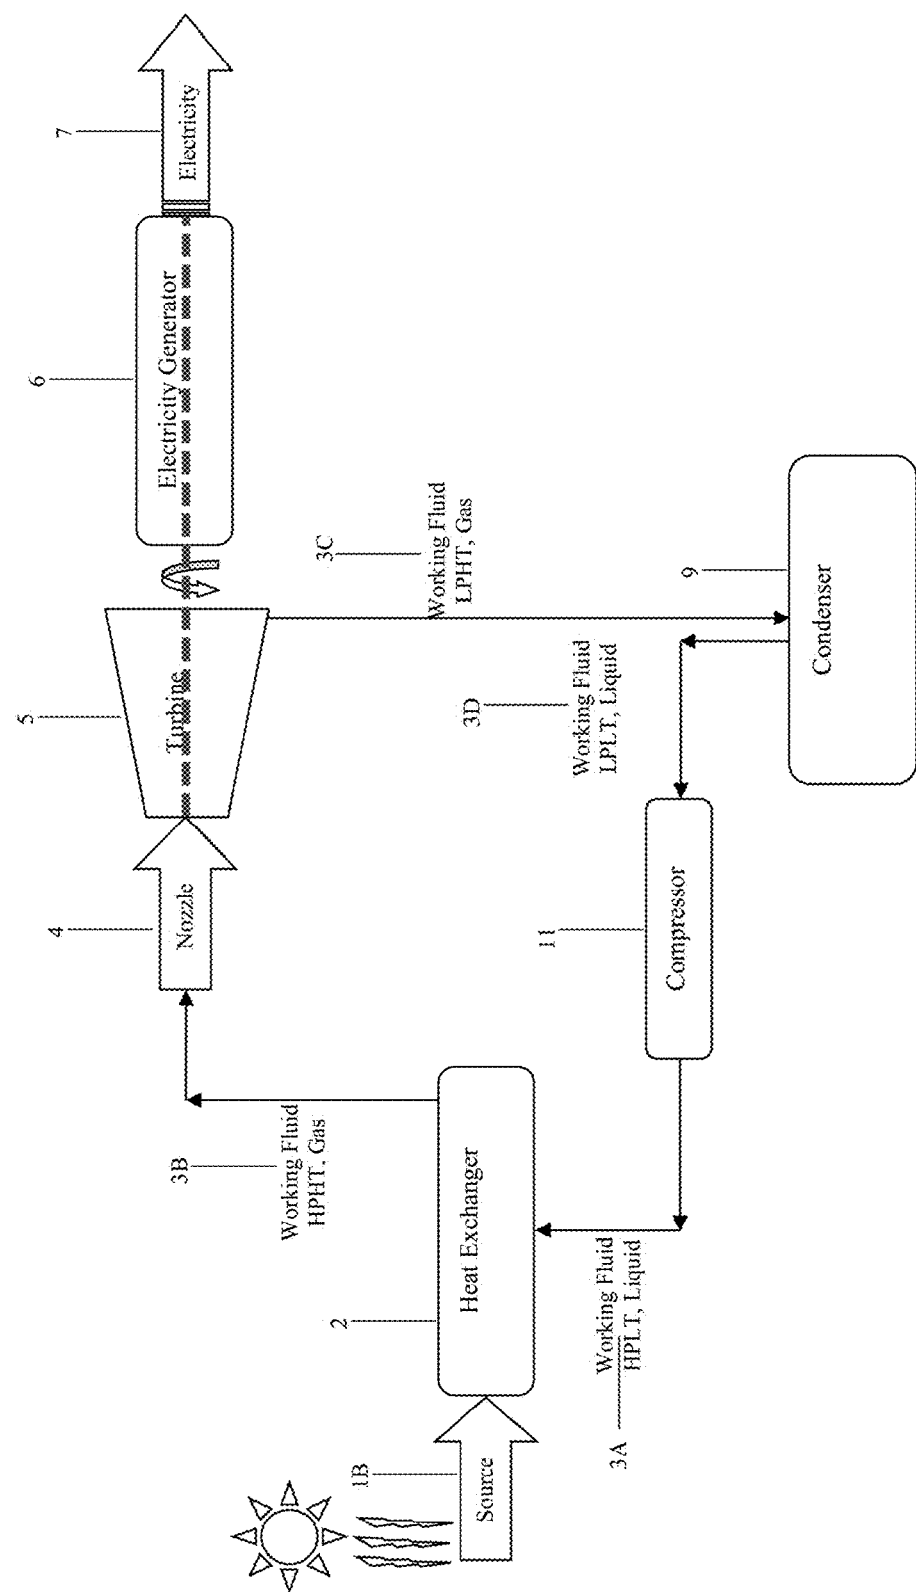 7
Electricity
6
Electricity Generator
5
Turbine
4
Nozzle
3C
Working Fluid
LPHT, Gas
3D
Working Fluid
LPLT, Liquid
9
Condenser
11
Compressor
3B
Working Fluid
HPHT, Gas
2
Heat Exchanger
Working Fluid
HPLT, Liquid
3A
1B
Source